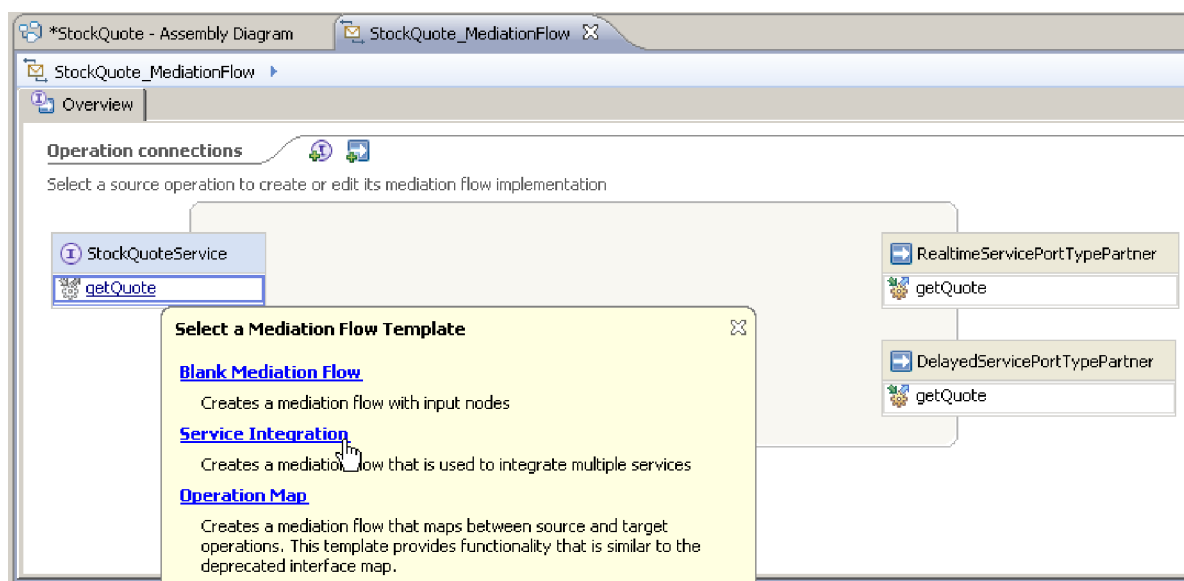 *StockQuote - Assembly Diagram StockQuote_MediationFlow
StockQuote_MediationFlow
Overview
Operation connections
Select a source operation to create or edit its mediation flow implementation
StockQuoteService
getQuote
RealtimeServicePortTypePartner
getQuote
DelayedServicePortTypePartner
getQuote
Select a Mediation Flow Template
Blank Mediation Flow
Creates a mediation flow with input nodes
Service Integration
Creates a mediation flow that is used to integrate multiple services
Operation Map
Creates a mediation flow that maps between source and target
operations. This template provides functionality that is similar to the
deprecated interface map.